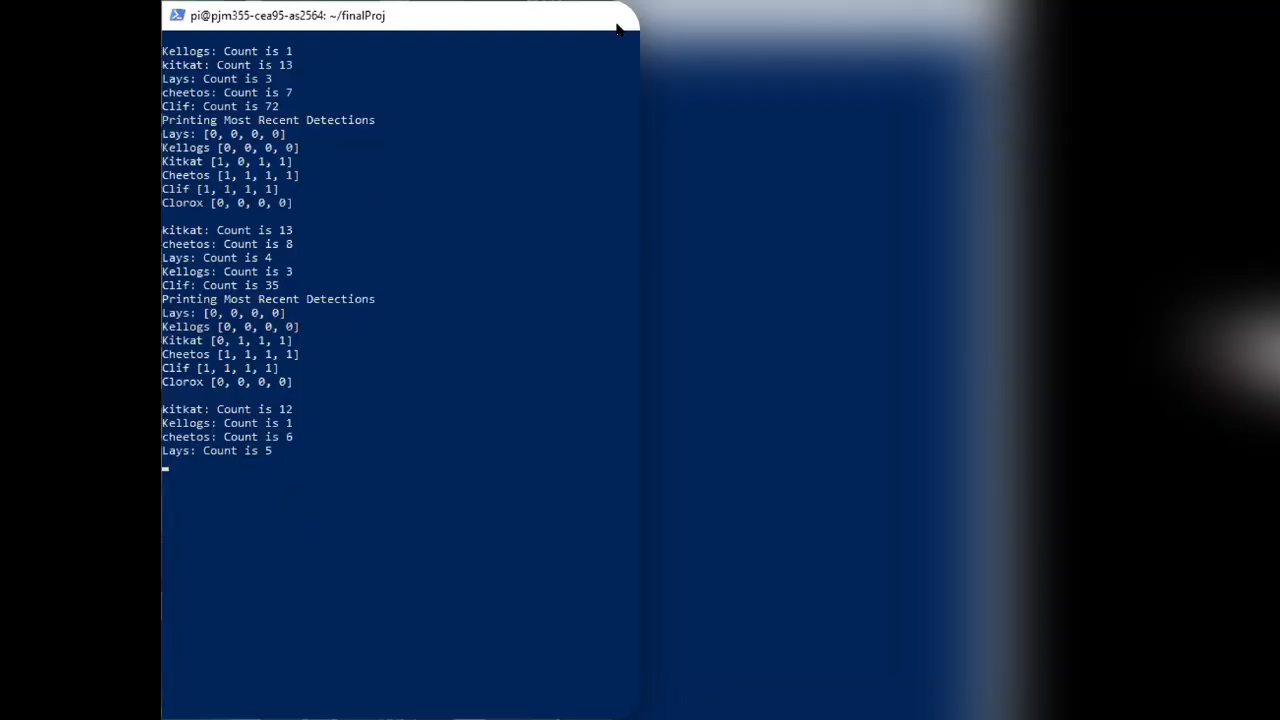 pi@pjm355-cea95-as2564: ~/finalProj
Kellogs: Count is 1
kitkat: Count is 13
Lays: Count is 3
cheetos: Count is 7
Clif: Count is 72
Printing Most Recent Detections
Lays: [0, 0, 0, 0]
Kellogs [0, 0, 0, 0]
Kitkat [1, 0, 1, 1]
Cheetos [1, 1, 1, 1]
Clif [1, 1, 1, 1]
Clorox [0, 0, 0, 0]
kitkat: Count is 13
cheetos: Count is 8
Lays: Count is 4
Kellogs: Count is 3
Clif: Count is 35
Printing Most Recent Detections
Lays: [0, 0, 0, 0]
Kellogs [0, 0, 0, 0]
Kitkat [0, 1, 1, 1]
Cheetos [1, 1, 1, 1]
Clif [1, 1, 1, 1]
Clorox [0, 0, 0, 0]
kitkat: Count is 12
Kellogs: Count is 1
cheetos: Count is 6
Lays: Count is 5